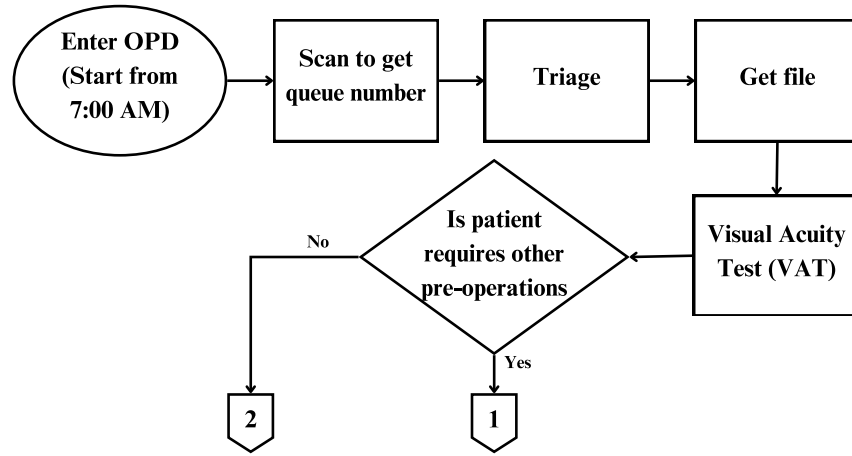 Enter OPD
(Start from
7:00 AM)
Scan to get
queue number
Triage
Get file
Visual Acuity
Test (VAT)
Is patient
requires other
pre-operations
No
Yes
2
1